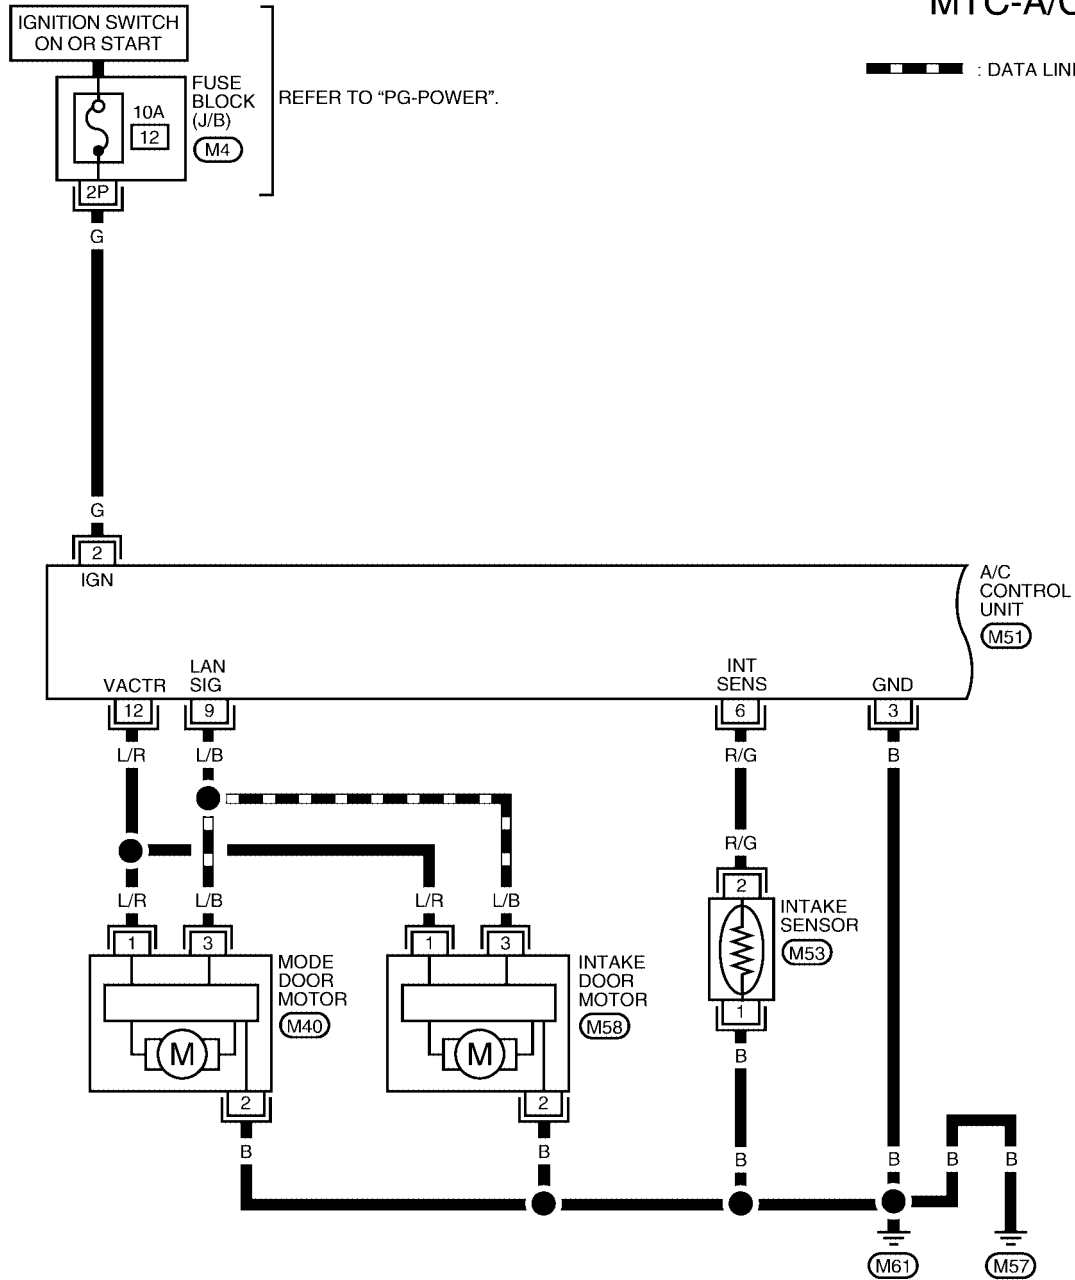 MTC-A/C
IGNITION SWITCH
ON OR START
: DATA LINE
FUSE
BLOCK
(J/B)
M4
REFER TO “PG-POWER”.
10A
12
2P
G
G
2
IGN
A/C
CONTROL
UNIT
M51
VACTR
LAN
SIG
INT
SENS
GND
12
9
6
3
L/R
L/B
R/G
B
R/G
L/R
L/B
L/R
L/B
2
INTAKE
SENSOR
M53
1
1
3
1
3
MODE
DOOR
MOTOR
M40
INTAKE
DOOR
MOTOR
M58
M
M
B
2
2
B
B
B
B
B
B
M61
M57